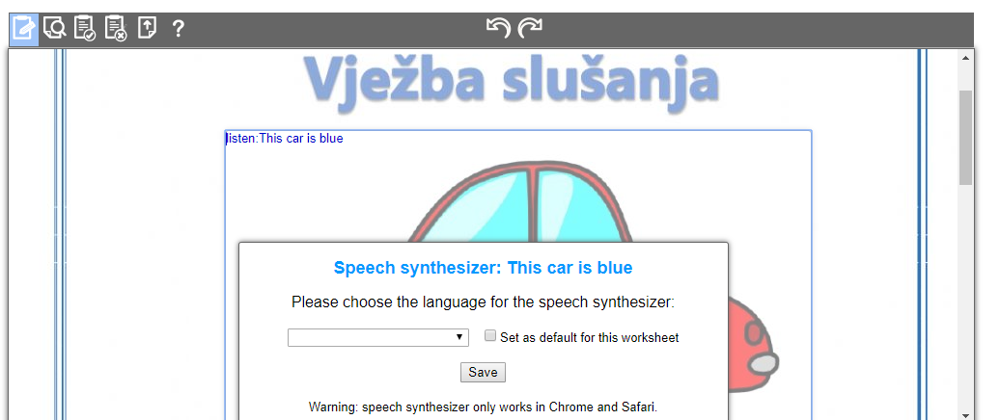 ?
Vježba slušanja
listen:This car is blue
Speech synthesizer: This car is blue
Please choose the language for the speech synthesizer:
Set as default for this worksheet
Save
Warning: speech synthesizer only works in Chrome and Safari.